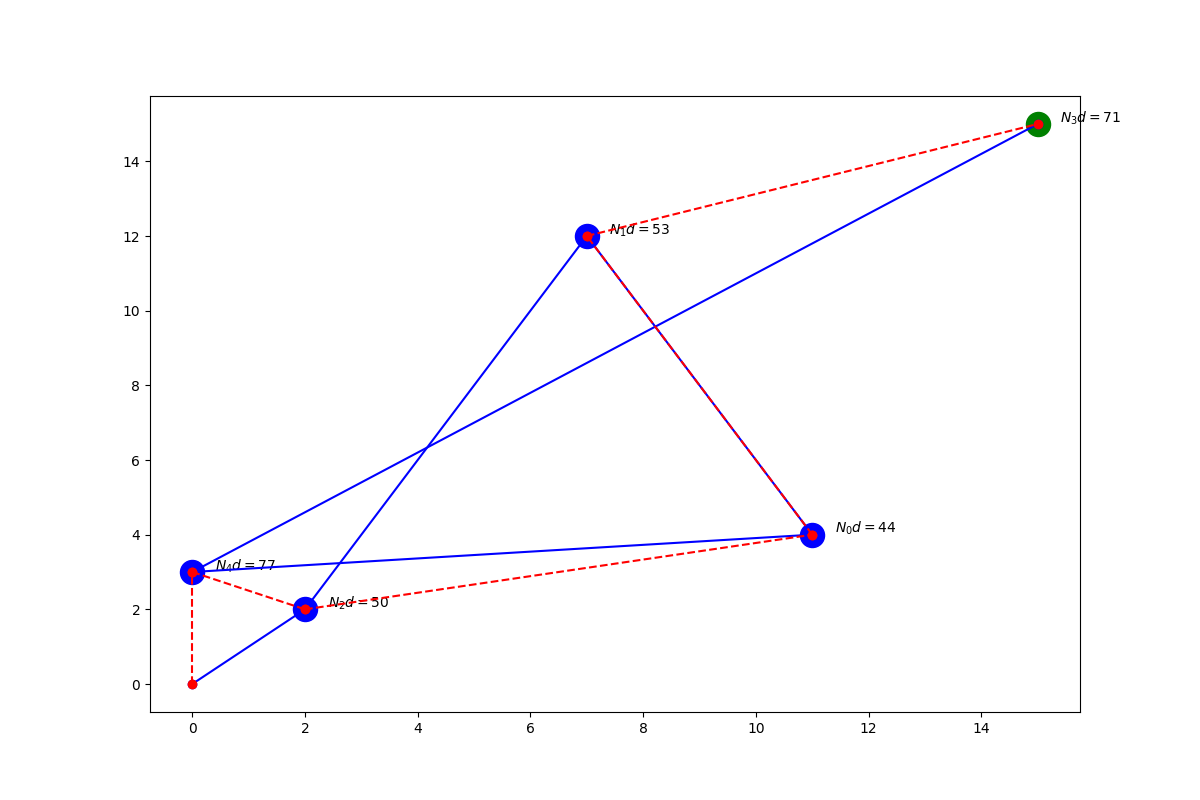 N₃d = 71
14
N₁d = 53
12
10
8
6
N₀d = 44
4
N₄d = 77
N₂d = 50
2
0
0 2 4 6 8 10 12 14